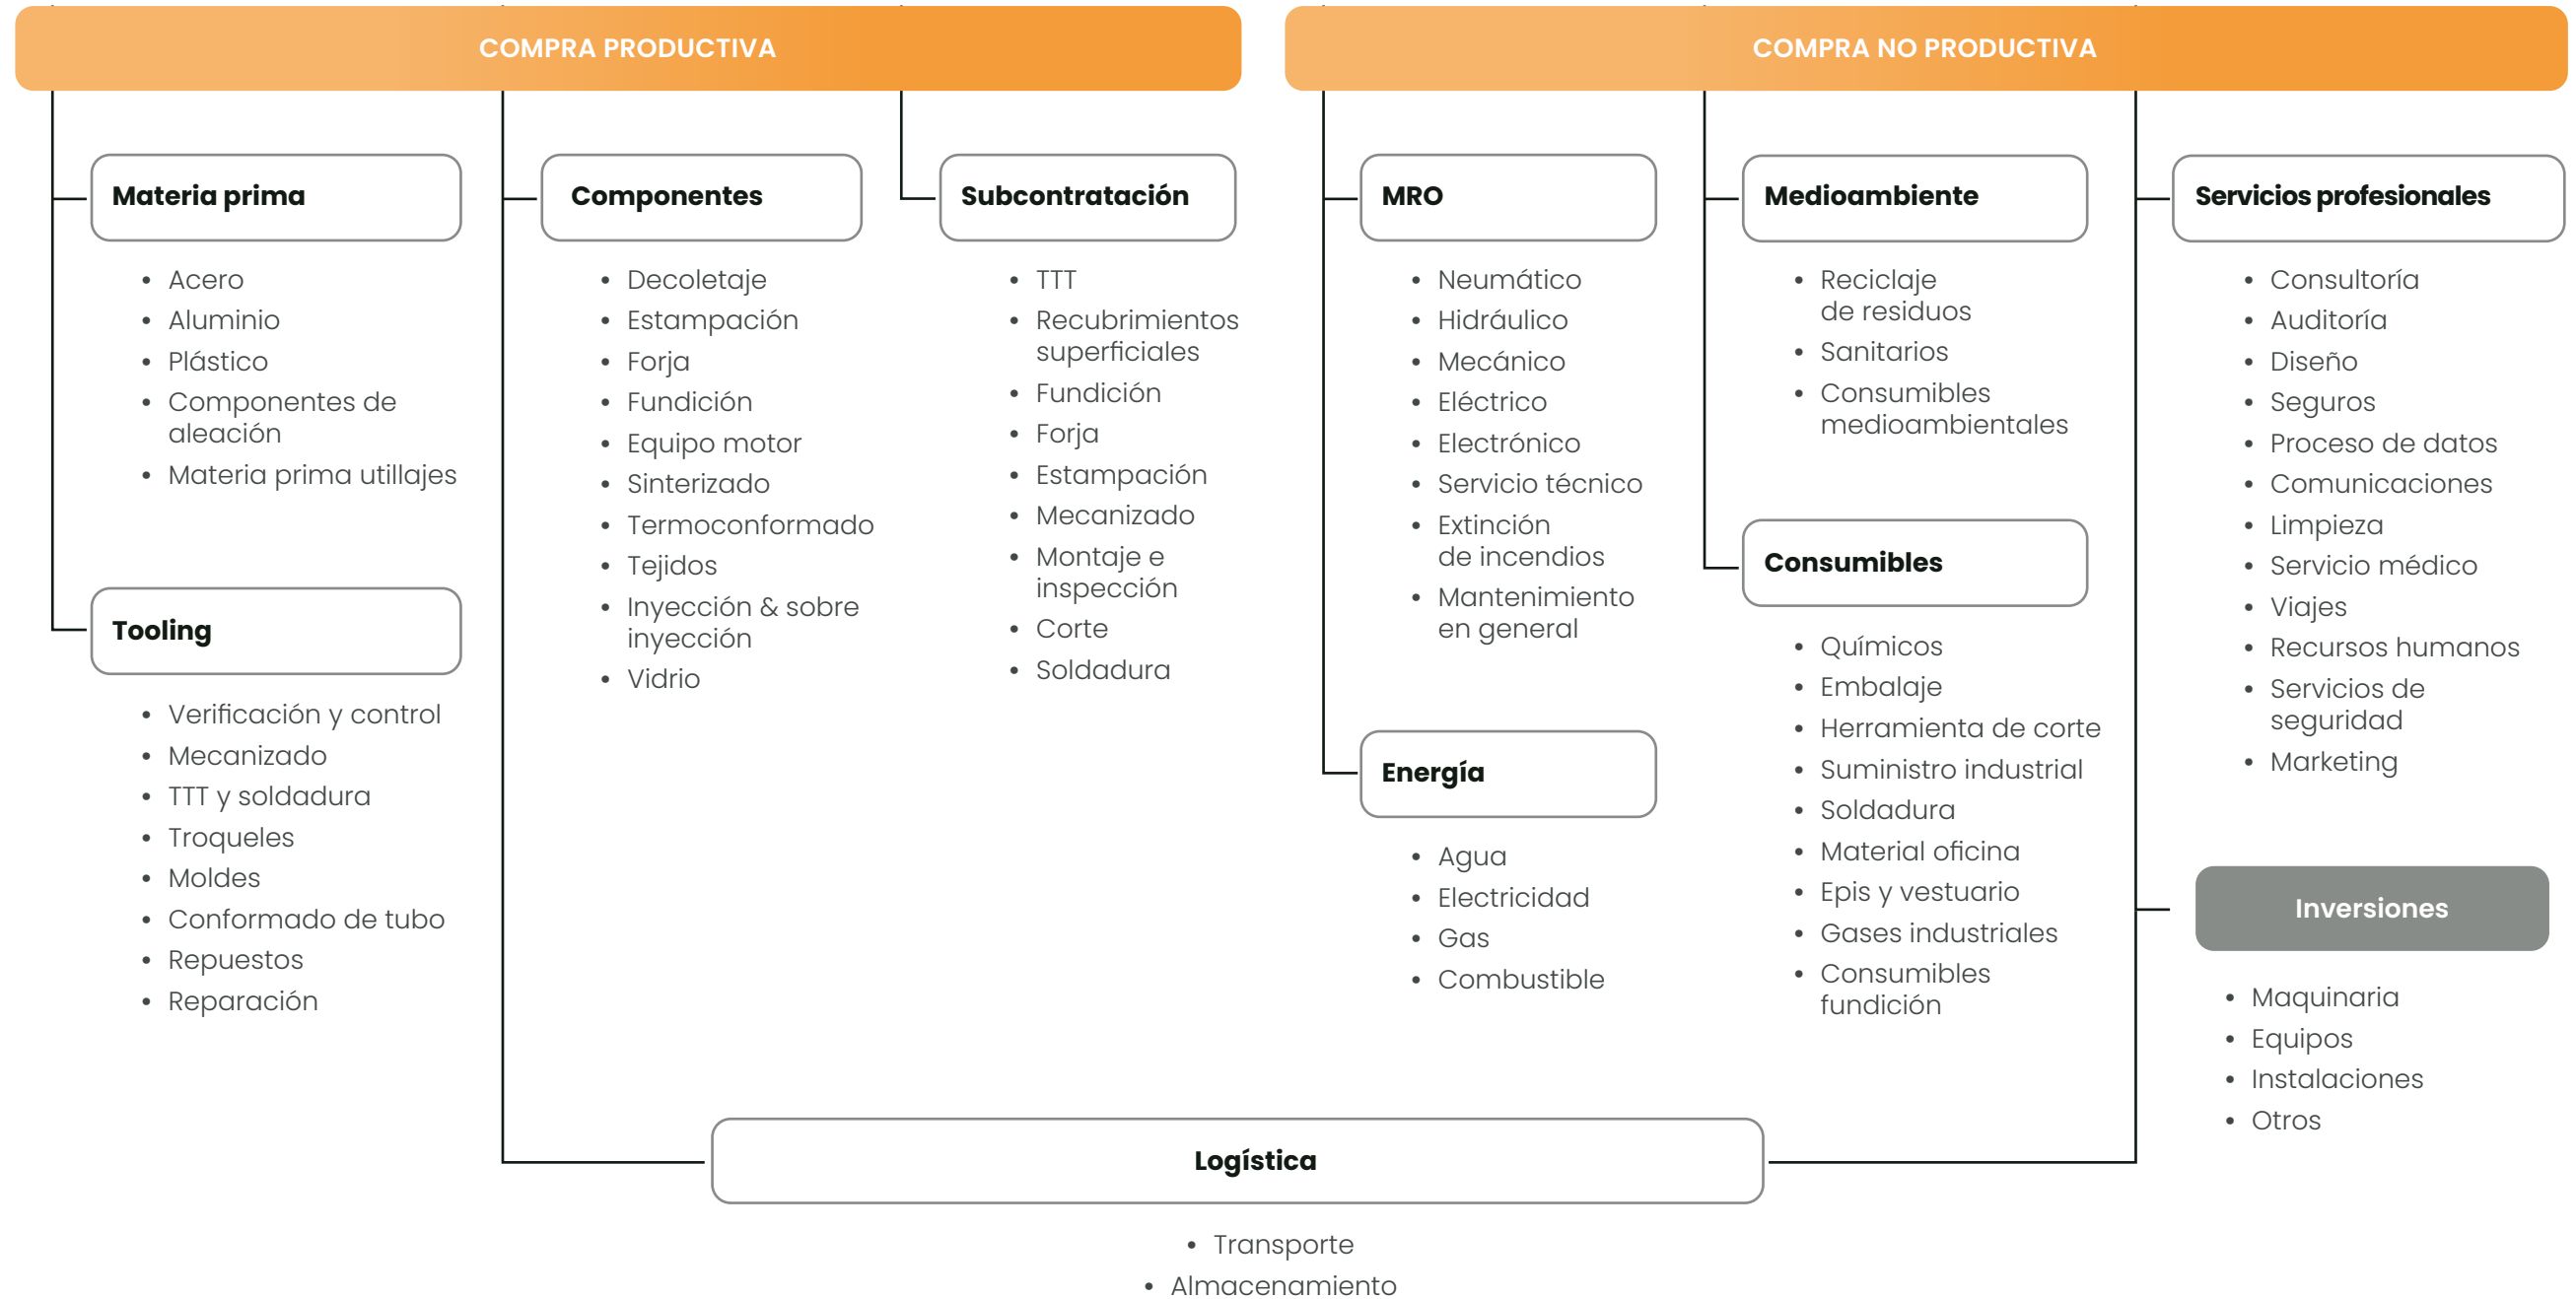 COMPRA PRODUCTIVA
Materia prima
Acero
Aluminio
Plástico
Componentes de
aleación
Materia prima utillajes
Tooling
Verificación y control
Mecanizado
TTT y soldadura
Troqueles
Moldes
Conformado de tubo
Repuestos
Reparación
Componentes
Decoletaje
Estampación
Forja
Fundición
Equipo motor
Sinterizado
Termoconformado
Tejidos
Inyección & sobre
inyección
Vidrio
Subcontratación
TTT
Recubrimientos
superficiales
Fundición
Forja
Estampación
Mecanizado
Montaje e
inspección
Corte
Soldadura
COMPRA NO PRODUCTIVA
MRO
Neumático
Hidráulico
Mecánico
Eléctrico
Electrónico
Servicio técnico
Extinción
de incendios
Mantenimiento
en general
Energía
Agua
Electricidad
Gas
Combustible
Medioambiente
Reciclaje
de residuos
Sanitarios
Consumibles
medioambientales
Consumibles
Químicos
Embalaje
Herramienta de corte
Suministro industrial
Soldadura
Material oficina
Epis y vestuario
Gases industriales
Consumibles
fundición
Servicios profesionales
Consultoría
Auditoría
Diseño
Seguros
Proceso de datos
Comunicaciones
Limpieza
Servicio médico
Viajes
Recursos humanos
Servicios de
seguridad
Marketing
Inversiones
Maquinaria
Equipos
Instalaciones
Otros
Logística
Transporte
Almacenamiento